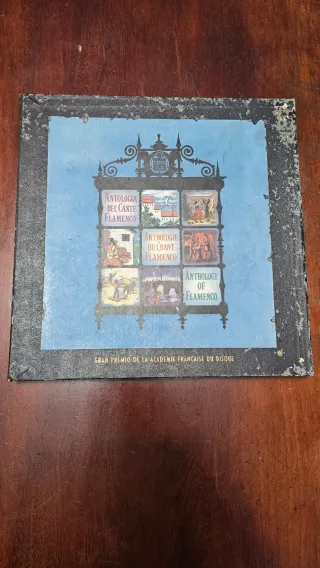 ANTOLOGIA
DEL CANTE
FLAMENCO
ANTHOLOGIE
DU CHANT
FLAMENCO
ANTHOLOGY
OF
FLAMENCO
GRAN PREMIO DE LA ACADEMIE FRANÇAISE DU DISQUE